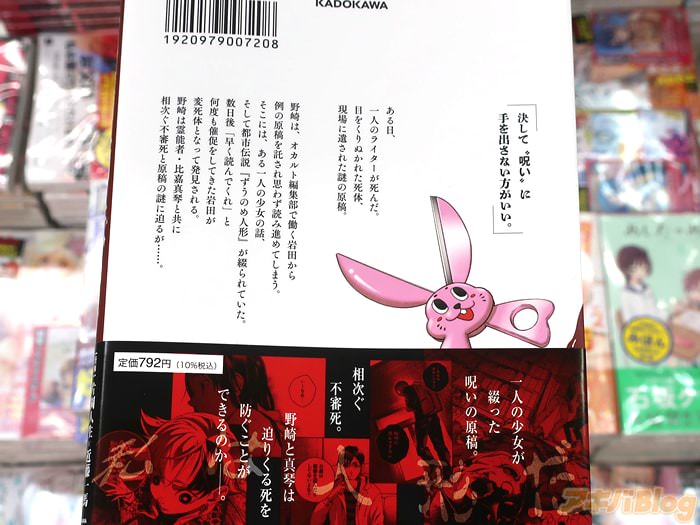 KADOKAWA
1920979007208
決して〝呪い〟に
手を出さない方がいい。
ある日、
一人のライターが死んだ。
目をくりぬかれた死体、
現場に遺された謎の原稿。
野崎は、オカルト編集部で働く岩田から
例の原稿を託され思わず読み進めてしまう。
そこには、ある一人の少女の話、
そして都市伝説『ずうのめ人形』が綴られていた。
数日後「早く読んでくれ」と
何度も催促をしてきた岩田が
変死体となって発見される。
野崎は霊能者・比嘉真琴と共に
相次ぐ不審死と原稿の謎に迫るが……。
定価792円(10%税込)
一人の少女が
綴った
呪いの原稿。
相次ぐ
不審死。
野崎と真琴は
迫りくる死を
防ぐことが
できるのか――。
アキバBlog